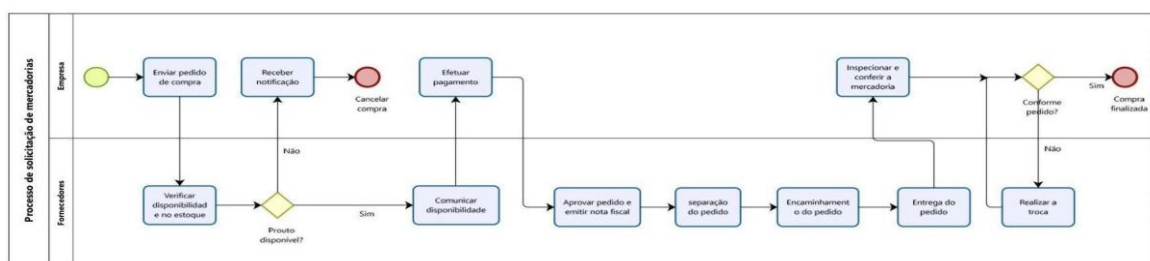 Processo de solicitação de mercadorias
Empresa
Fornecedores
Enviar pedido
de compra
Receber
notificação
Cancelar
compra
Efetuar
pagamento
Inspecionar e
conferir a
mercadoria
Conforme
pedido?
Sim
Compra
finalizada
Não
Não
Verificar
disponibilidad
e no estoque
Prouto
disponível?
Sim
Comunicar
disponibilidade
Aprovar pedido e
emitir nota fiscal
separação
do pedido
Encaminhament
o do pedido
Entrega do
pedido
Realizar a
troca